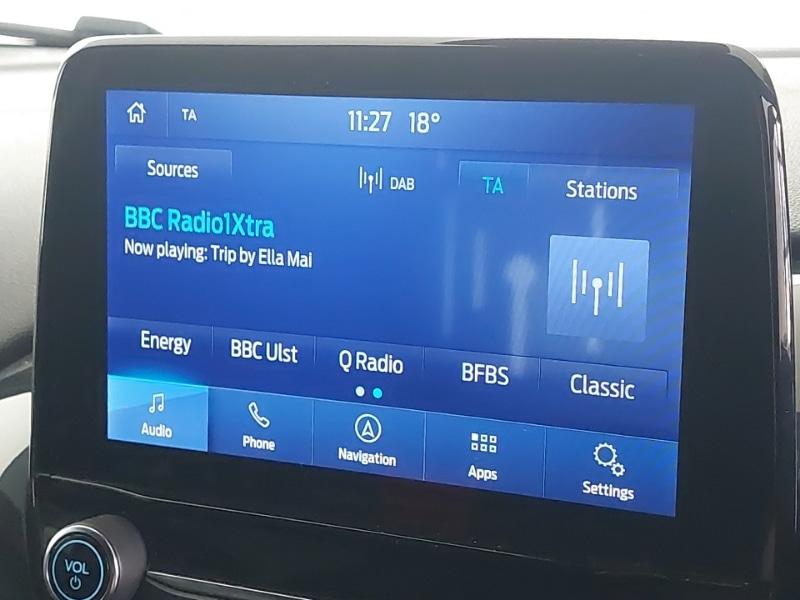 TA 11:27 18°
Sources DAB TA Stations
BBC Radio1Xtra
Now playing: Trip by Ella Mai
Energy BBC Ulst Q Radio BFBS Classic
Audio Phone Navigation Apps Settings
VOL